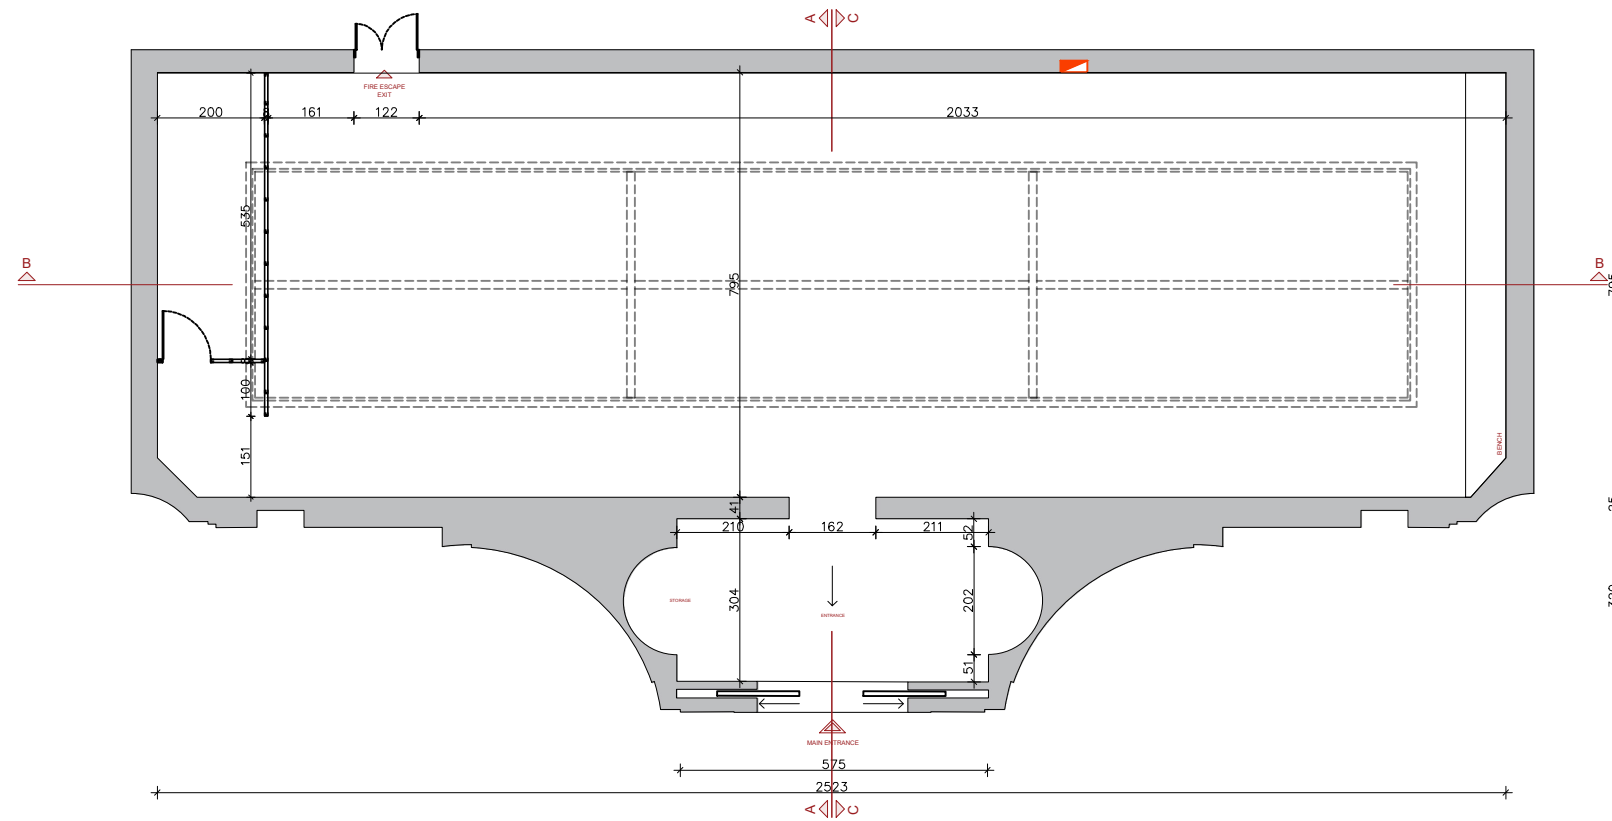 A C
FIRE ESCAPE
EXIT
200
161
122
2033
535
795
B
B
100
151
BENCH
41
210
162
211
52
STORAGE
304
202
ENTRANCE
51
MAIN ENTRANCE
575
2523
A C